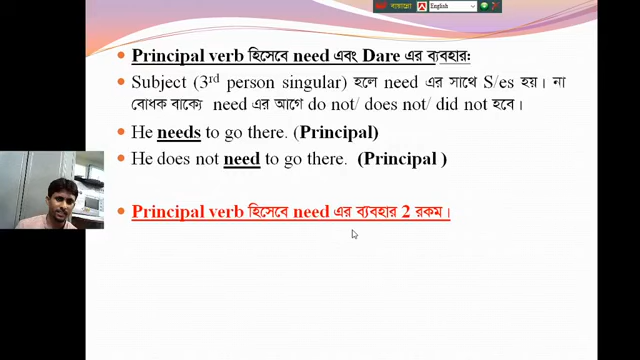 বাংলা English
Principal verb হিসেবে need এবং Dare এর ব্যবহার:
Subject (3rd person singular) হলে need এর সাথে S/es হয়। না
বোধক বাক্যে need এর আগে do not/ does not/ did not হবে।
He needs to go there. (Principal)
He does not need to go there. (Principal )
Principal verb হিসেবে need এর ব্যবহার 2 রকম।